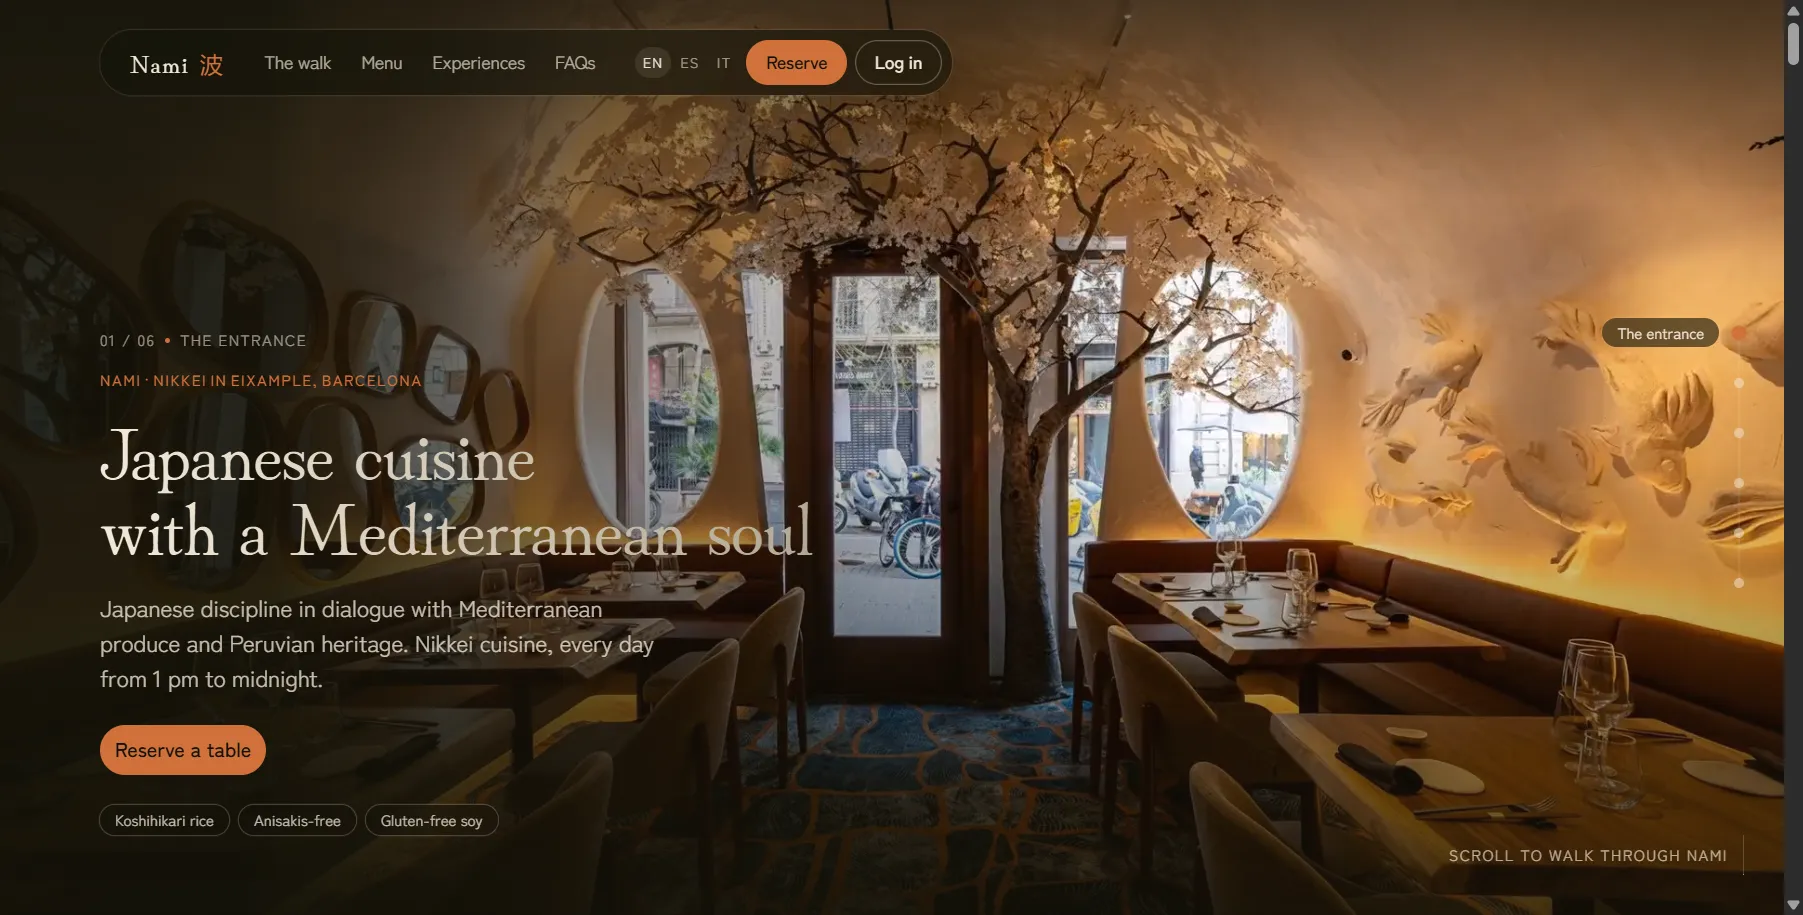 Nami 波
The walk
Menu
Experiences
FAQs
EN ES IT
Reserve
Log in
01 / 06 • THE ENTRANCE
NAMI · NIKKEI IN EIXAMPLE, BARCELONA
Japanese cuisine
with a Mediterranean soul
Japanese discipline in dialogue with Mediterranean
produce and Peruvian heritage. Nikkei cuisine, every day
from 1 pm to midnight.
Reserve a table
Koshihikari rice
Anisakis-free
Gluten-free soy
The entrance
SCROLL TO WALK THROUGH NAMI